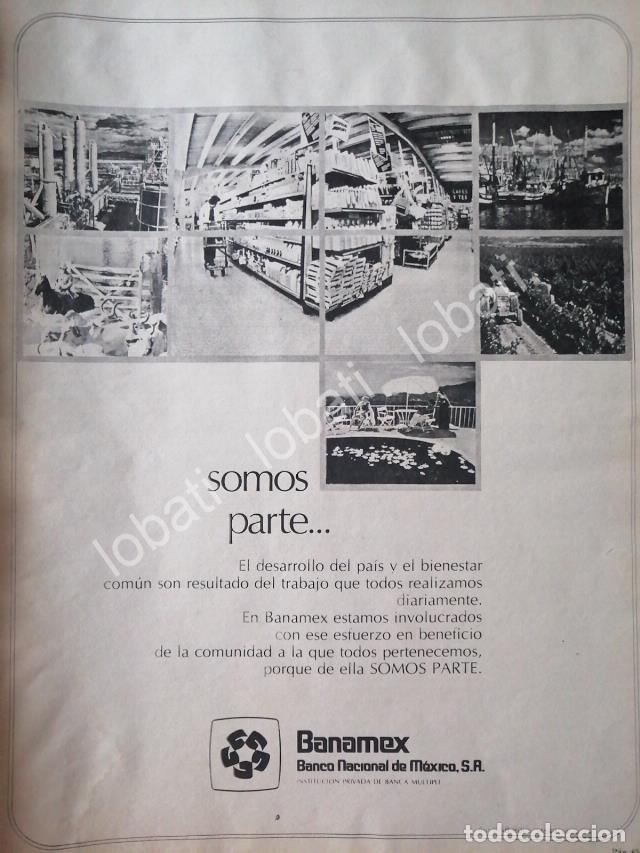 CAFES
Y TES
somos
parte...
El desarrollo del país y el bienestar
común son resultado del trabajo que todos realizamos
diariamente.
En Banamex estamos involucrados
con ese esfuerzo en beneficio
de la comunidad a la que todos pertenecemos,
porque de ella SOMOS PARTE.
Banamex
Banco Nacional de México, S.A.
INSTITUCION PRIVADA DE BANCA MULTIPLE
lobati lobati lobati lobati
todocoleccion